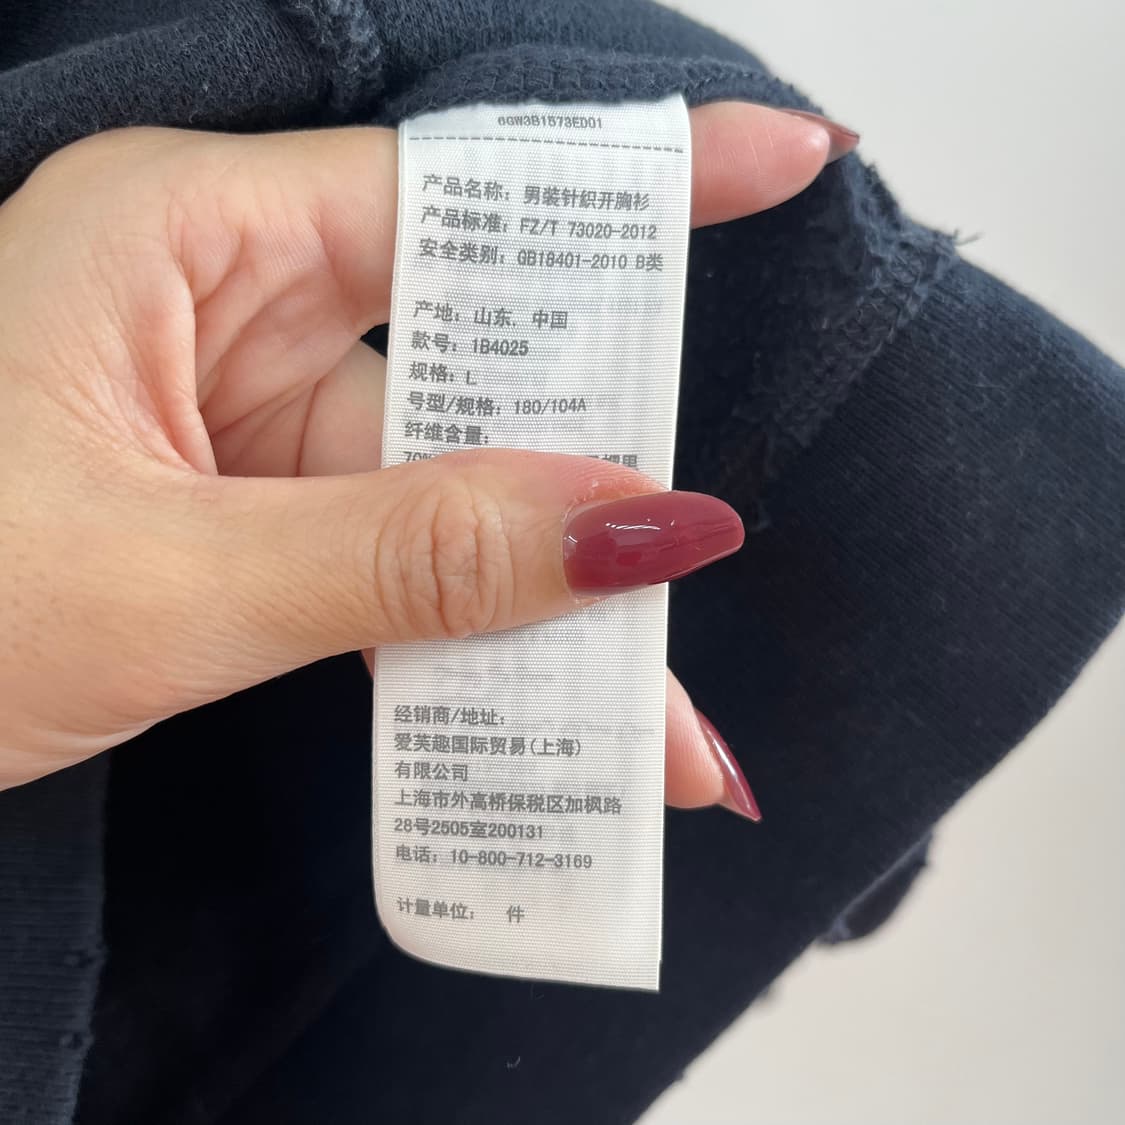 6GW3B1573ED01
产品名称：男装针织开胸衫
产品标准：FZ/T 73020-2012
安全类别：GB18401-2010 B类
产地：山东，中国
款号：1B4025
规格：L
号型/规格：180/104A
纤维含量：
70%
经销商/地址：
爱芙趣国际贸易(上海)
有限公司
上海市外高桥保税区加枫路
28号2505室200131
电话：10-800-712-3169
计量单位： 件